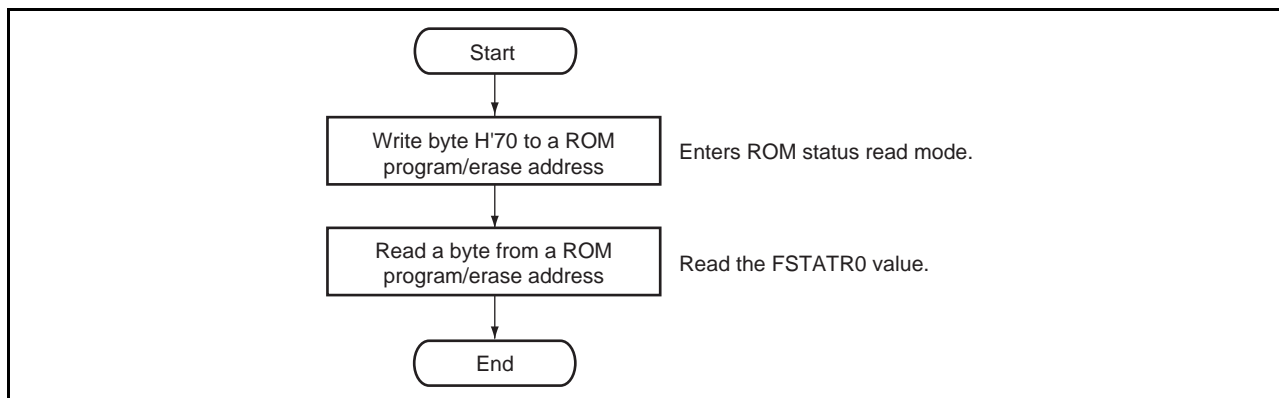 Start
Write byte H'70 to a ROM
program/erase address
Enters ROM status read mode.
Read a byte from a ROM
program/erase address
Read the FSTATR0 value.
End